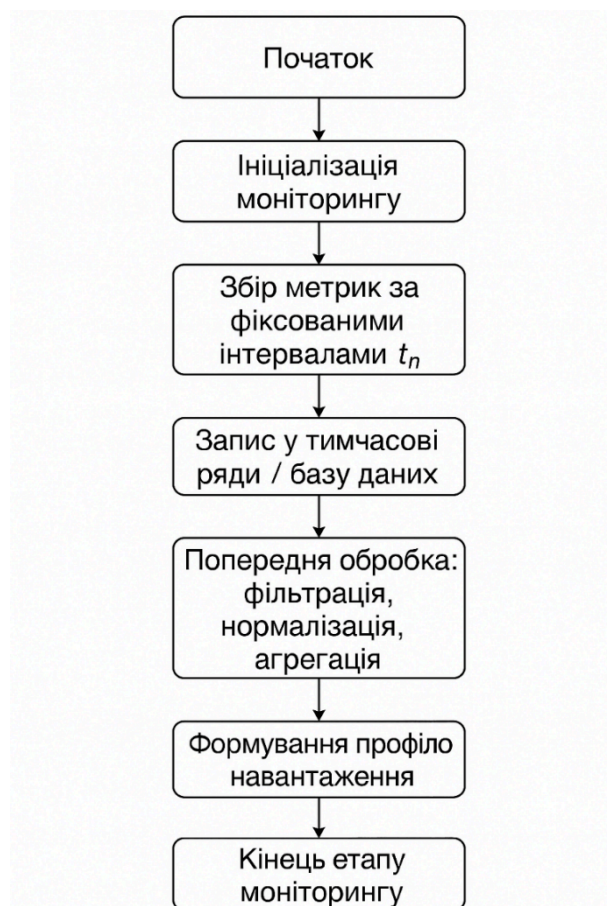 Початок
Ініціалізація
моніторингу
Збір метрик за
фіксованими
інтервалами tₙ
Запис у тимчасові
ряди / базу даних
Попередня обробка:
фільтрація,
нормалізація,
агрегація
Формування профіло
навантаження
Кінець етапу
моніторингу